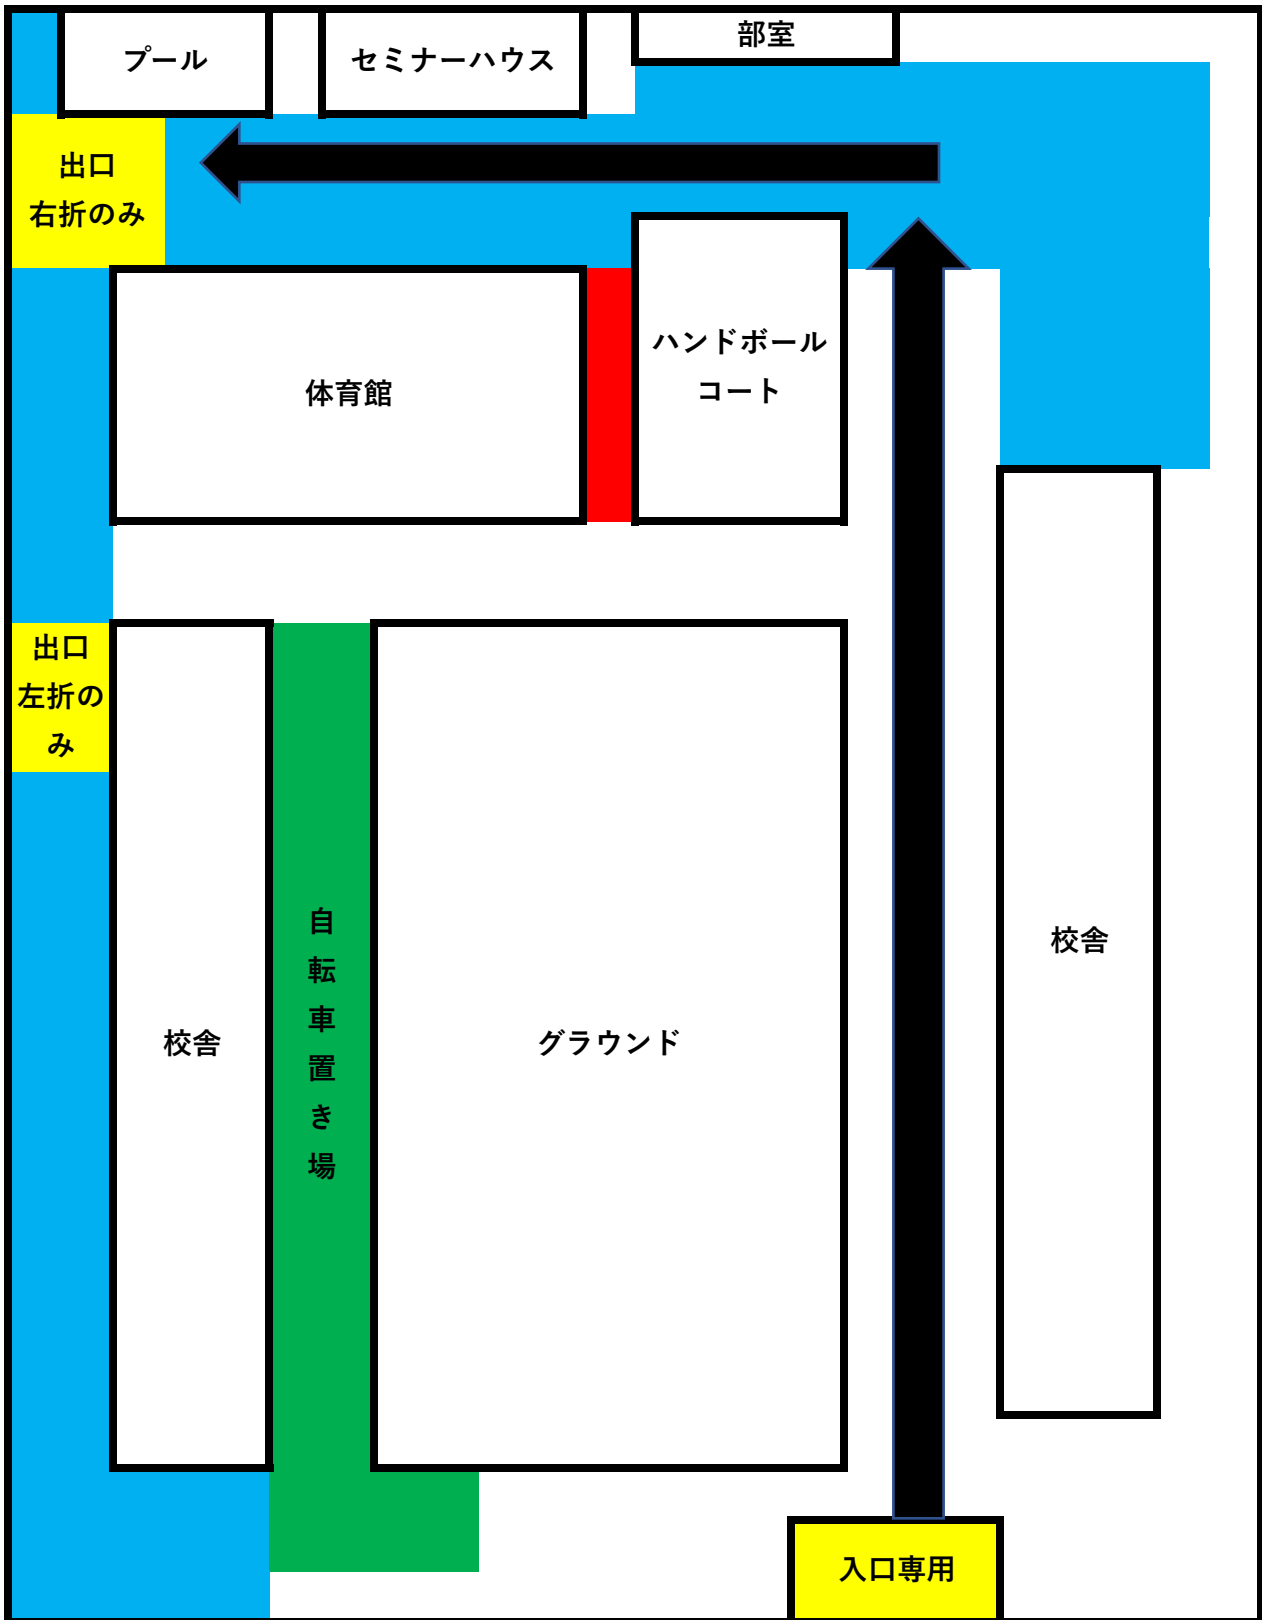 プール
セミナーハウス
部室
出口
右折のみ
ハンドボール
コート
体育館
出口
左折の
み
自
転
車
置
き
場
校舎
グラウンド
校舎
入口専用